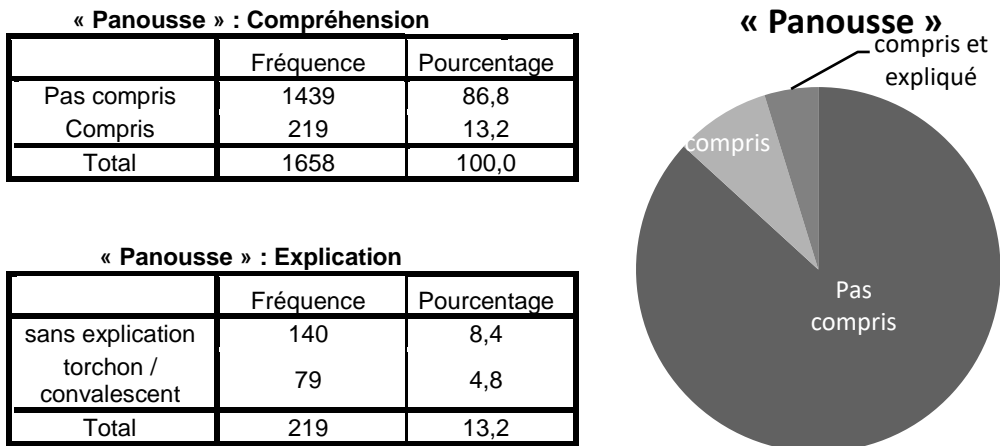 « Panousse » : Compréhension
Fréquence Pourcentage
Pas compris 1439 86,8
Compris 219 13,2
Total 1658 100,0
« Panousse » : Explication
Fréquence Pourcentage
sans explication 140 8,4
torchon /
convalescent 79 4,8
Total 219 13,2
« Panousse »
compris et
expliqué
compris
Pas
compris